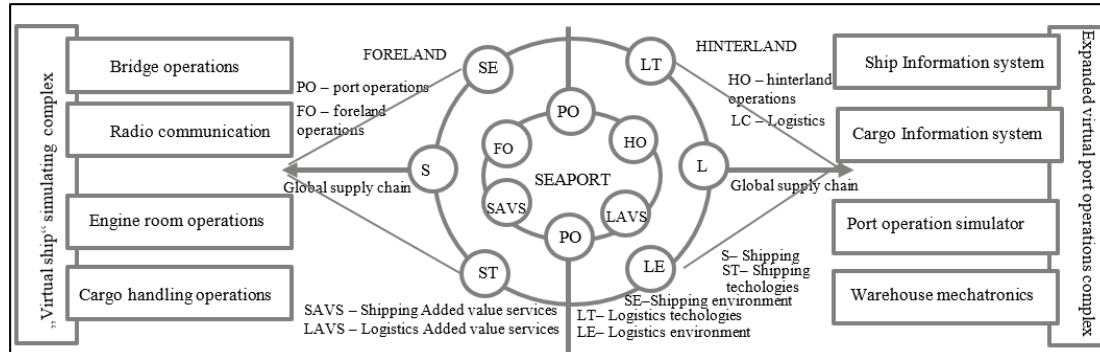 „Virtual ship“ simulating complex
Bridge operations
Radio communication
Engine room operations
Cargo handling operations
FORELAND
PO – port operations
FO – foreland
operations
Global supply chain
SAVS – Shipping Added value services
LAVS – Logistics Added value services
SE
S
ST
PO
FO
HO
SEAPORT
SAVS
LAVS
PO
LT
L
LE
HINTERLAND
HO – hinterland
operations
LC – Logistics
Global supply chain
S– Shipping
ST– Shipping
techologies
SE–Shipping environment
LT– Logistics techologies
LE– Logistics environment
Ship Information system
Cargo Information system
Port operation simulator
Warehouse mechatronics
Expanded virtual port operations complex